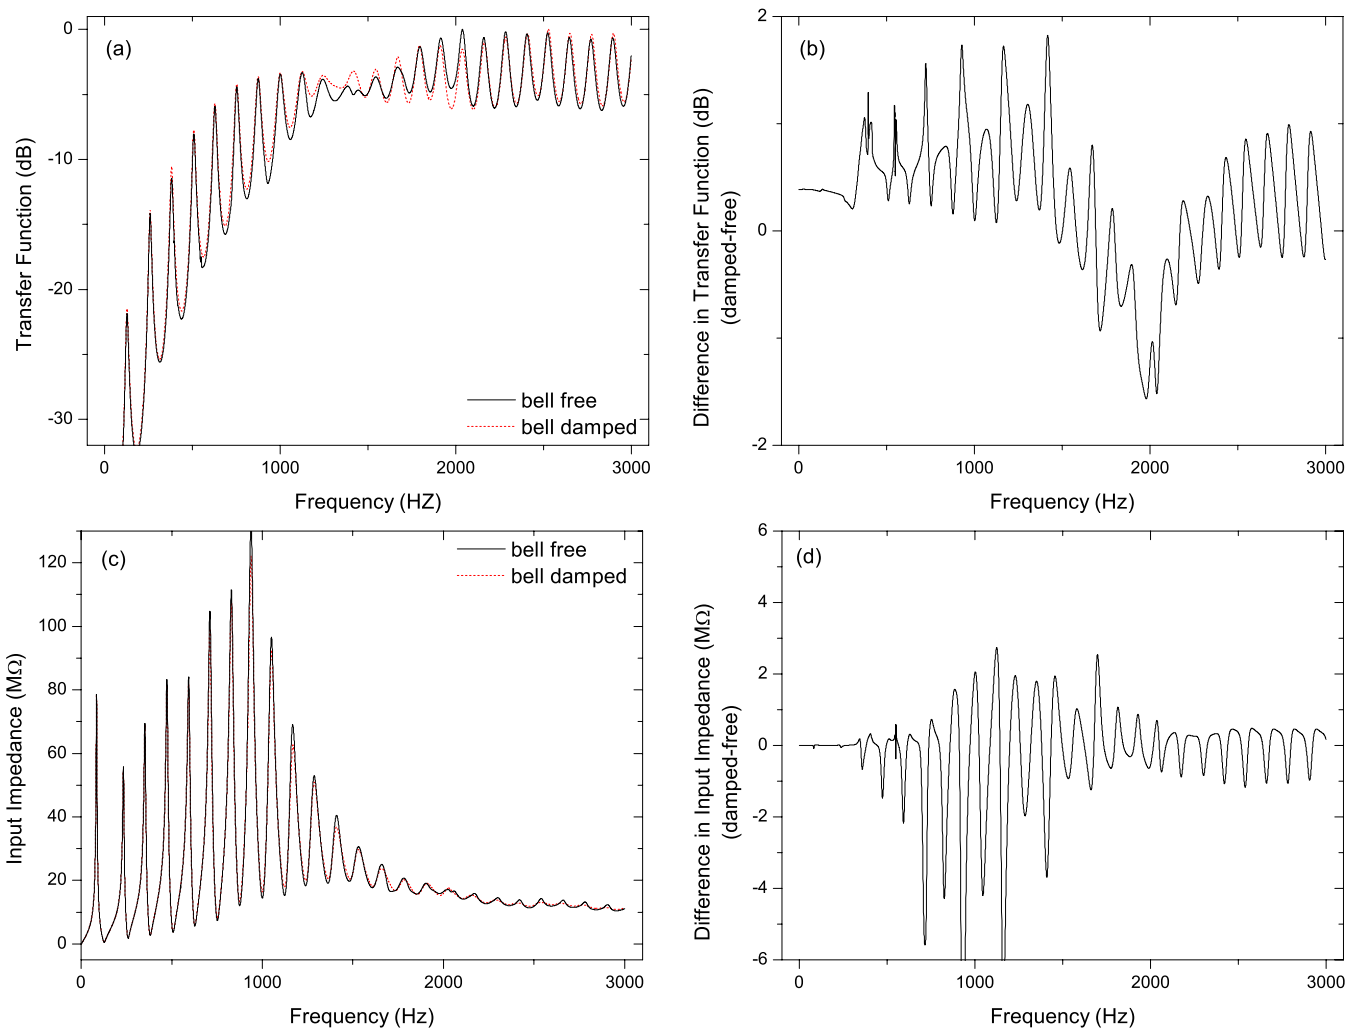 (a)
Transfer Function (dB)
0
-10
-20
-30
bell free
bell damped
0
1000
2000
3000
Frequency (HZ)
(b)
Difference in Transfer Function (dB)
(damped-free)
2
0
-2
0
1000
2000
3000
Frequency (Hz)
(c)
Input Impedance (MΩ)
120
100
80
60
40
20
0
bell free
bell damped
0
1000
2000
3000
Frequency (Hz)
(d)
Difference in Input Impedance (MΩ)
(damped-free)
6
4
2
0
-2
-4
-6
0
1000
2000
3000
Frequency (Hz)